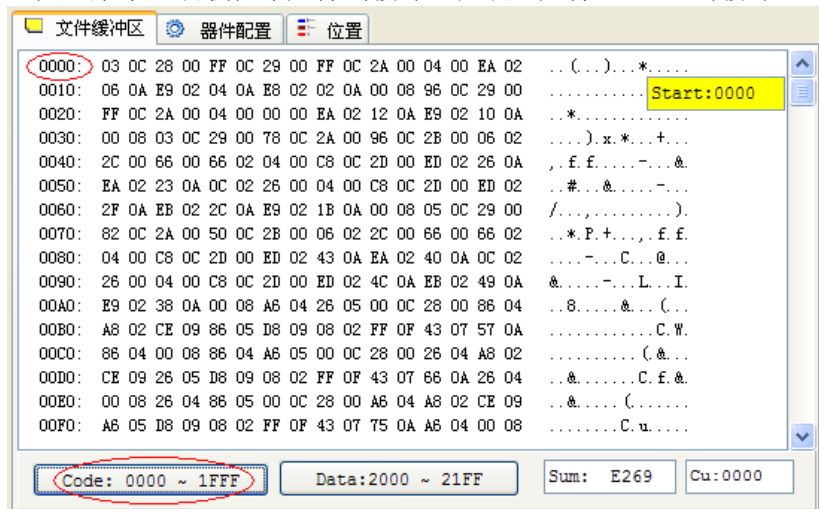 文件缓冲区 器件配置 位置
0000: 03 0C 28 00 FF 0C 29 00 FF 0C 2A 00 04 00 EA 02 ..(...)...*.....
0010: 06 0A E9 02 04 0A E8 02 02 0A 00 08 96 0C 29 00 ............
Start:0000
0020: FF 0C 2A 00 04 00 00 00 EA 02 12 0A E9 02 10 0A ..*.............
0030: 00 08 03 0C 29 00 78 0C 2A 00 96 0C 2B 00 06 02 ....).x.*...+...
0040: 2C 00 66 00 66 02 04 00 C8 0C 2D 00 ED 02 26 0A ,.f.f.....-...&.
0050: EA 02 23 0A 0C 02 26 00 04 00 C8 0C 2D 00 ED 02 ..#...&.....-...
0060: 2F 0A EB 02 2C 0A E9 02 1B 0A 00 08 05 0C 29 00 /...,.........).
0070: 82 0C 2A 00 50 0C 2B 00 06 02 2C 00 66 00 66 02 ..*.P.+...,.f.f.
0080: 04 00 C8 0C 2D 00 ED 02 43 0A EA 02 40 0A 0C 02 ....-...C...@...
0090: 26 00 04 00 C8 0C 2D 00 ED 02 4C 0A EB 02 49 0A &.....-...L...I.
00A0: E9 02 38 0A 00 08 A6 04 26 05 00 0C 28 00 86 04 ..8.....&...(...
00B0: A8 02 CE 09 86 05 D8 09 08 02 FF 0F 43 07 57 0A ............C.W.
00C0: 86 04 00 08 86 04 A6 05 00 0C 28 00 26 04 A8 02 ..........(.&...
00D0: CE 09 26 05 D8 09 08 02 FF 0F 43 07 66 0A 26 04 ..&.......C.f.&.
00E0: 00 08 26 04 86 05 00 0C 28 00 A6 04 A8 02 CE 09 ..&.....(.......
00F0: A6 05 D8 09 08 02 FF 0F 43 07 75 0A A6 04 00 08 ........C.u.....
Code: 0000 ~ 1FFF Data:2000 ~ 21FF Sum: E269 Cu:0000